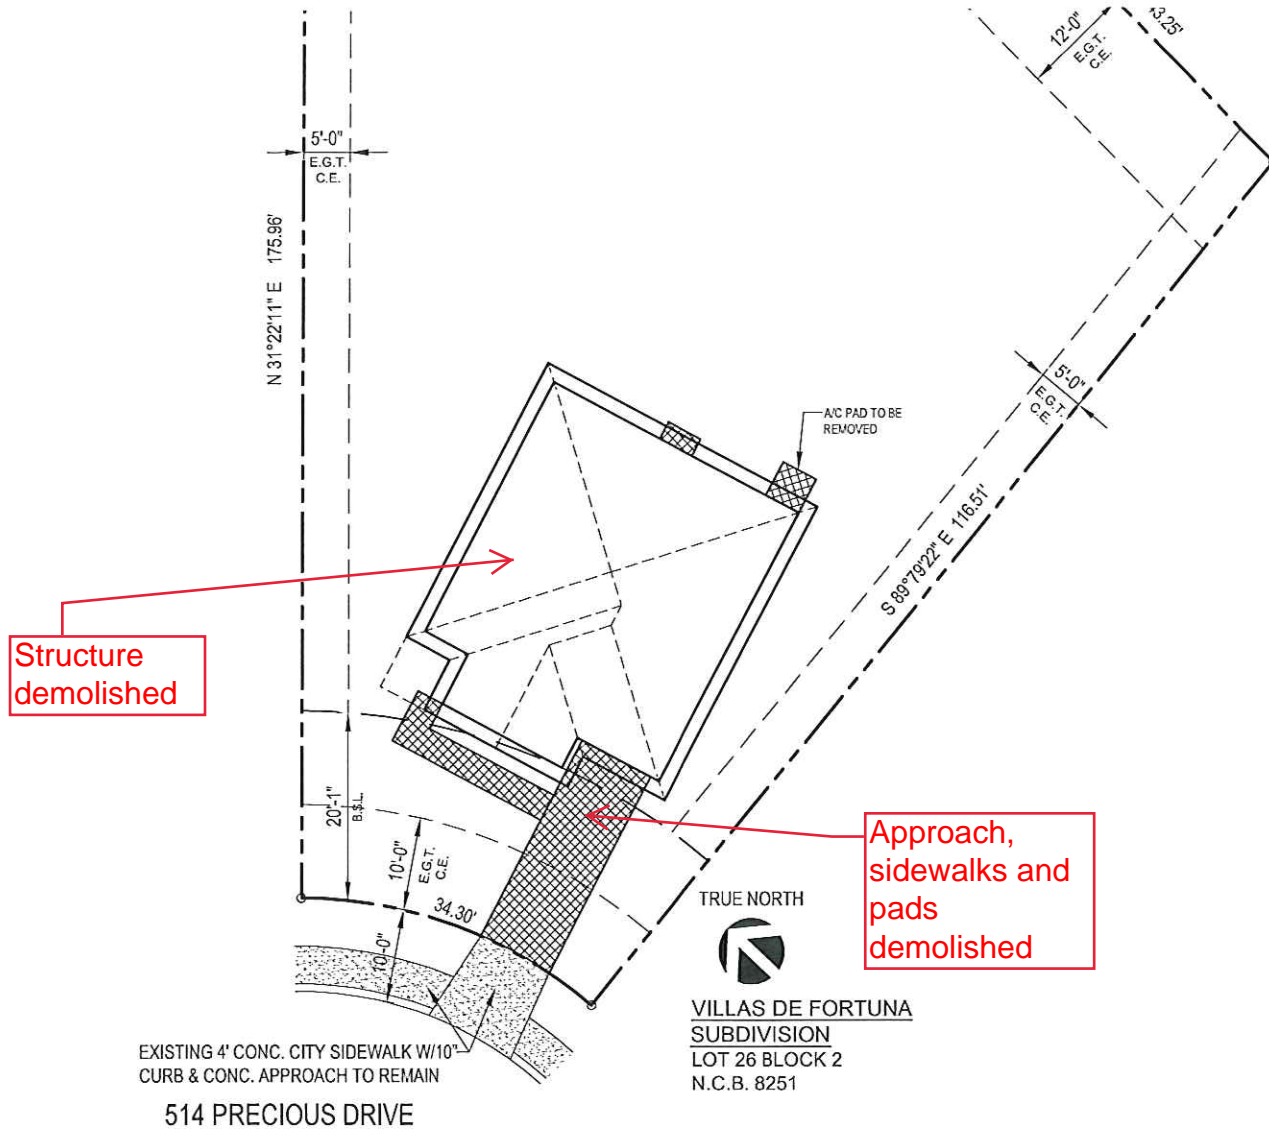 12'-0"
E.G.T.
C.E.
5'-0"
E.G.T.
C.E.
N 31°22'11" E 175.96'
A/C PAD TO BE
REMOVED
5'-0"
E.G.T.
C.E.
S 89°79'22" E 116.51'
Structure
demolished
20'-1"
B.S.L.
10'-0"
E.G.T.
C.E.
34.30'
10'-0"
Approach,
sidewalks and
pads
demolished
TRUE NORTH
VILLAS DE FORTUNA
SUBDIVISION
LOT 26 BLOCK 2
N.C.B. 8251
EXISTING 4' CONC. CITY SIDEWALK W/10"
CURB & CONC. APPROACH TO REMAIN
514 PRECIOUS DRIVE